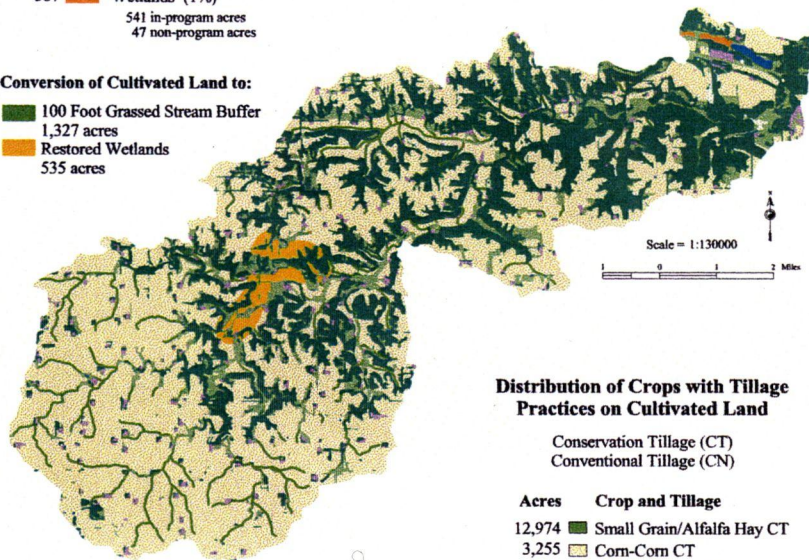 541 in-program acres
47 non-program acres
Conversion of Cultivated Land to:
100 Foot Grassed Stream Buffer
1,327 acres
Restored Wetlands
535 acres
N
Scale = 1:130000
1 0 1 2 Miles
Distribution of Crops with Tillage
Practices on Cultivated Land
Conservation Tillage (CT)
Conventional Tillage (CN)
Acres Crop and Tillage
12,974 Small Grain/Alfalfa Hay CT
3,255 Corn-Corn CT